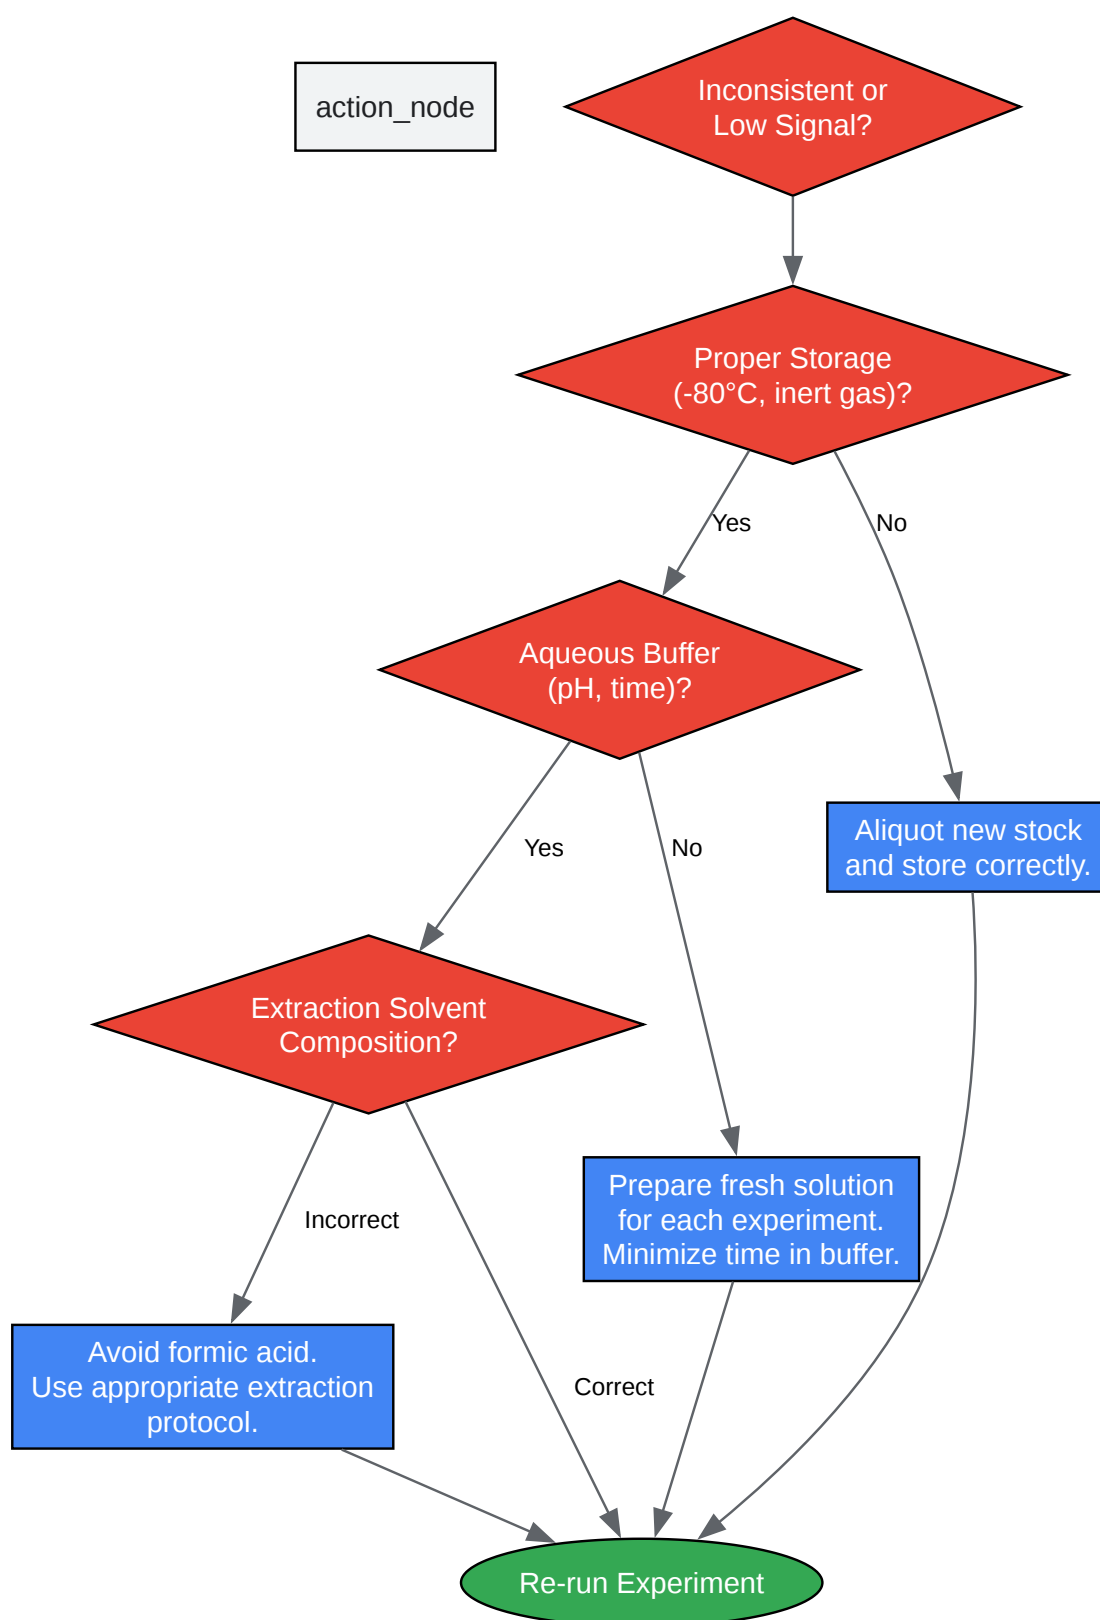 action_node
Inconsistent or
Low Signal?
Proper Storage
(-80°C, inert gas)?
Yes
No
Aqueous Buffer
(pH, time)?
Yes
No
Aliquot new stock
and store correctly.
Extraction Solvent
Composition?
Incorrect
Prepare fresh solution
for each experiment.
Minimize time in buffer.
Avoid formic acid.
Use appropriate extraction
protocol.
Correct
Re-run Experiment